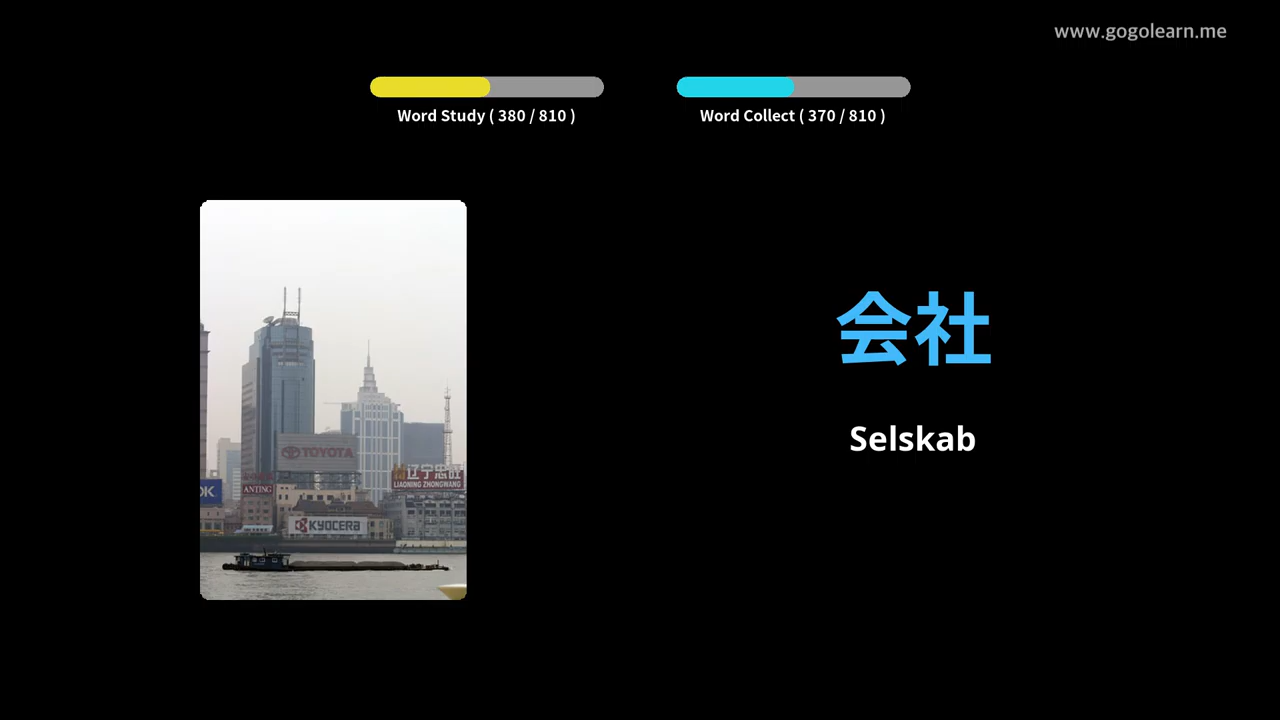 www.gogolearn.me
Word Study ( 380 / 810 )
Word Collect ( 370 / 810 )
会社
Selskab
TOYOTA
辽宁忠旺
LIAONING ZHONGWANG
OK
ANTING
KYOCERA